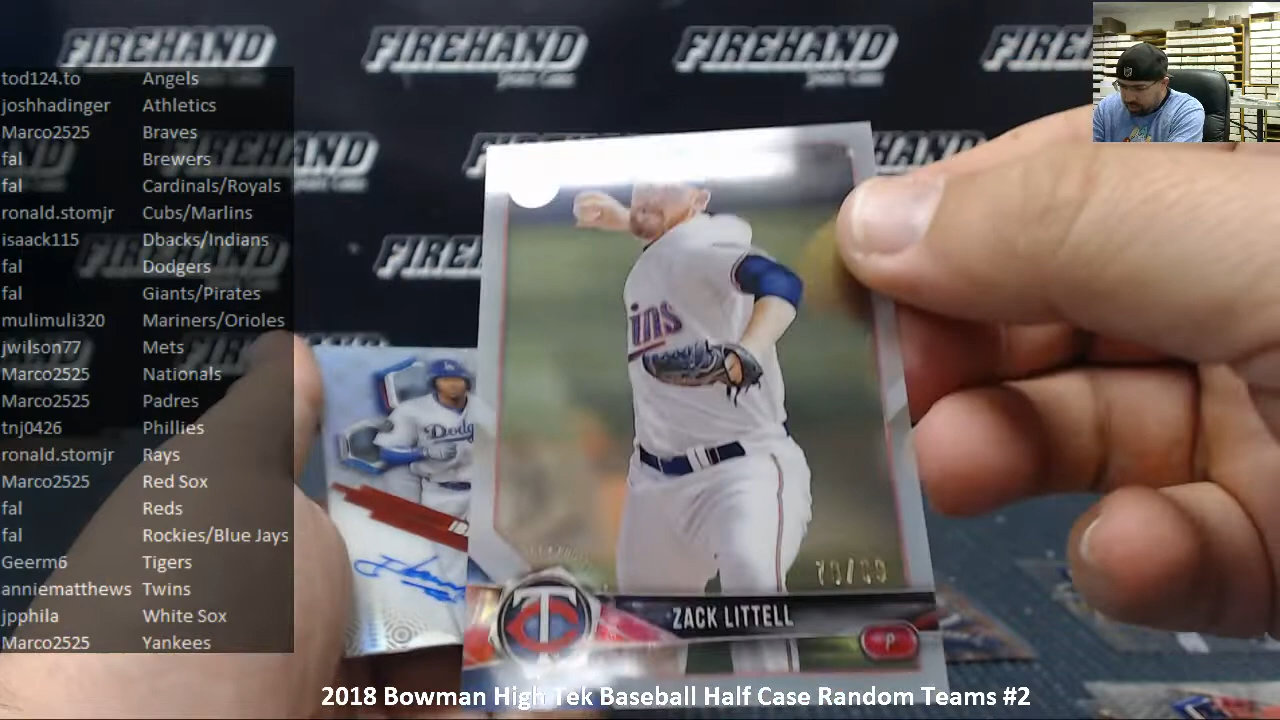 FIREHAND FIREHAND FIREHAND FIREHAND
tod124.to Angels
joshhadinger Athletics
Marco2525 Braves
fal Brewers
fal Cardinals/Royals
ronald.stomjr Cubs/Marlins
isaack115 Dbacks/Indians
fal Dodgers
fal Giants/Pirates
mulimuli320 Mariners/Orioles
jwilson77 Mets
Marco2525 Nationals
Marco2525 Padres
tnj0426 Phillies
ronald.stomjr Rays
Marco2525 Red Sox
fal Reds
fal Rockies/Blue Jays
Geerm6 Tigers
anniematthews Twins
jpphila White Sox
Marco2525 Yankees
ins
Dodg
TC
ZACK LITTELL
P
2018 Bowman High Tek Baseball Half Case Random Teams #2